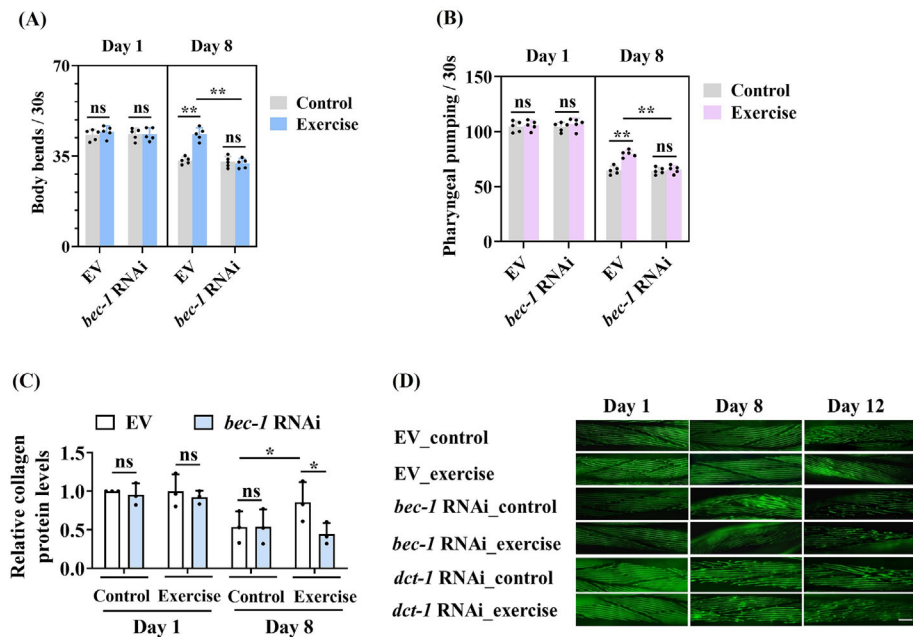 (A)
Day 1
Day 8
Body bends / 30s
70
35
0
ns
ns
**
**
ns
Control
Exercise
EV
bec-1 RNAi
EV
bec-1 RNAi
(B)
Day 1
Day 8
Pharyngeal pumping / 30s
150
100
50
0
ns
ns
**
**
ns
Control
Exercise
EV
bec-1 RNAi
EV
bec-1 RNAi
(C)
EV
bec-1 RNAi
Relative collagen
protein levels
1.5
1.0
0.5
0.0
ns
ns
ns
*
*
Control Exercise Control Exercise
Day 1
Day 8
(D)
Day 1
Day 8
Day 12
EV_control
EV_exercise
bec-1 RNAi_control
bec-1 RNAi_exercise
dct-1 RNAi_control
dct-1 RNAi_exercise